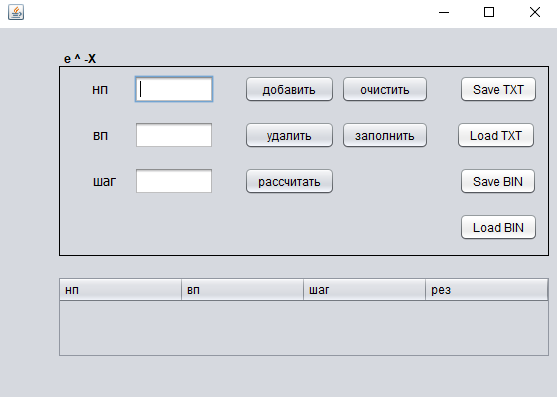 e ^ -X
нп добавить очистить Save TXT
вп удалить заполнить Load TXT
шаг рассчитать Save BIN
Load BIN
нп вп шаг рез